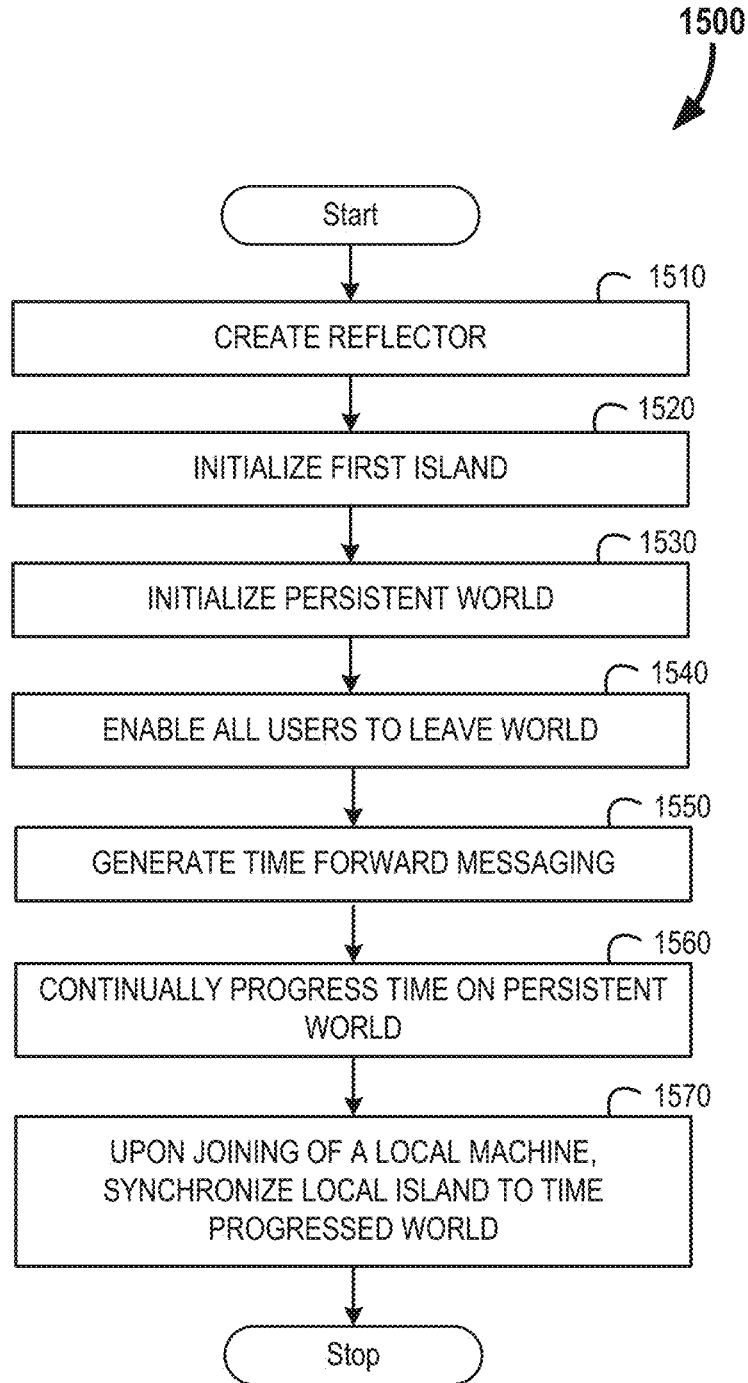 1500
Start
1510
CREATE REFLECTOR
1520
INITIALIZE FIRST ISLAND
1530
INITIALIZE PERSISTENT WORLD
1540
ENABLE ALL USERS TO LEAVE WORLD
1550
GENERATE TIME FORWARD MESSAGING
1560
CONTINUALLY PROGRESS TIME ON PERSISTENT
WORLD
1570
UPON JOINING OF A LOCAL MACHINE,
SYNCHRONIZE LOCAL ISLAND TO TIME
PROGRESSED WORLD
Stop